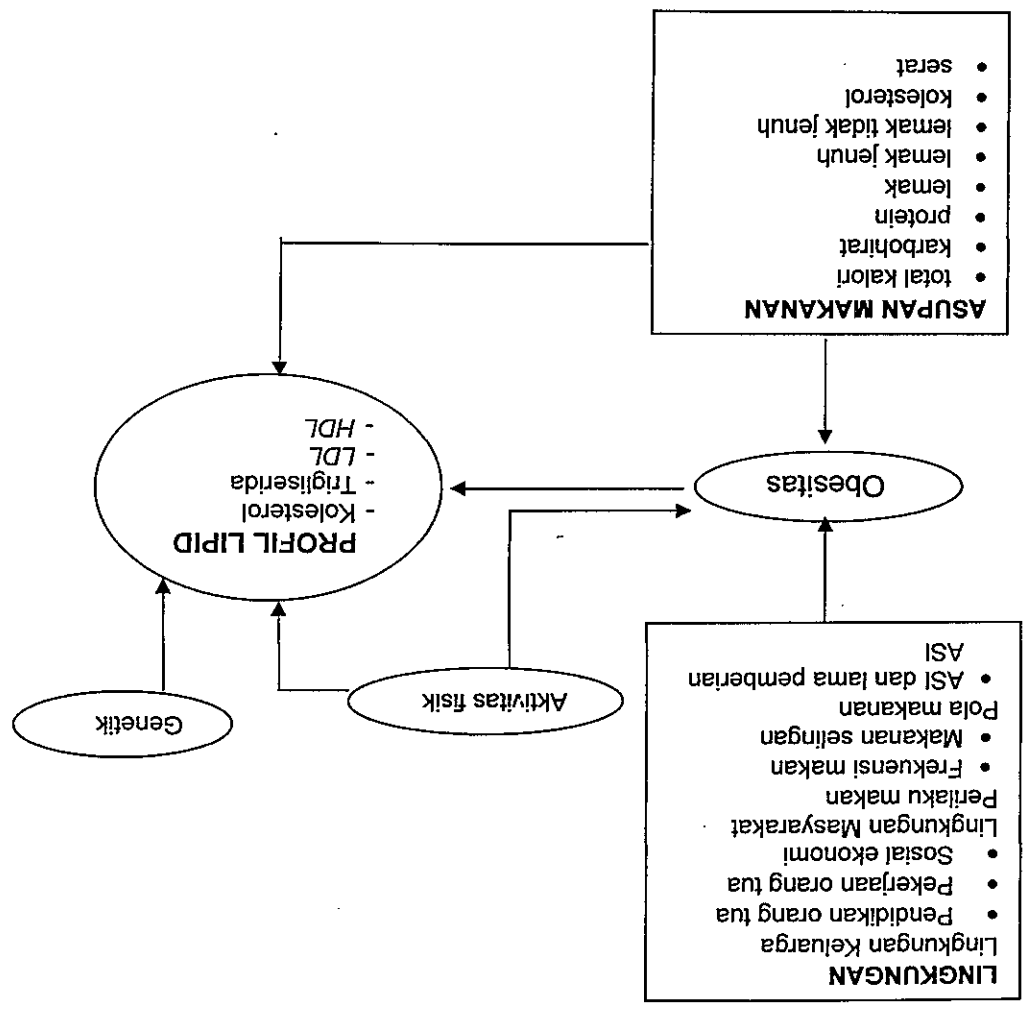 LINGKUNGAN
Lingkungan Keluarga
• Pendidikan orang tua
• Pekerjaan orang tua
• Sosial ekonomi
Lingkungan Masyarakat
Perilaku makan
• Frekuensi makan
• Makanan selingan
Pola makanan
• ASI dan lama pemberian
ASI
Aktivitas fisik
Genetik
Obesitas
PROFIL LIPID
- Kolesterol
- Trigliserida
- LDL
- HDL
ASUPAN MAKANAN
• total kalori
• karbohirat
• protein
• lemak
• lemak jenuh
• lemak tidak jenuh
• kolesterol
• serat